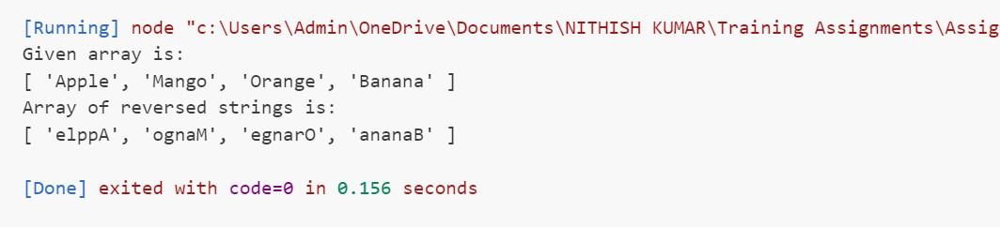 [Running] node "c:\Users\Admin\OneDrive\Documents\NITHISH KUMAR\Training Assignments\Assig
Given array is:
[ 'Apple', 'Mango', 'Orange', 'Banana' ]
Array of reversed strings is:
[ 'elppA', 'ognaM', 'egnarO', 'ananaB' ]
[Done] exited with code=0 in 0.156 seconds